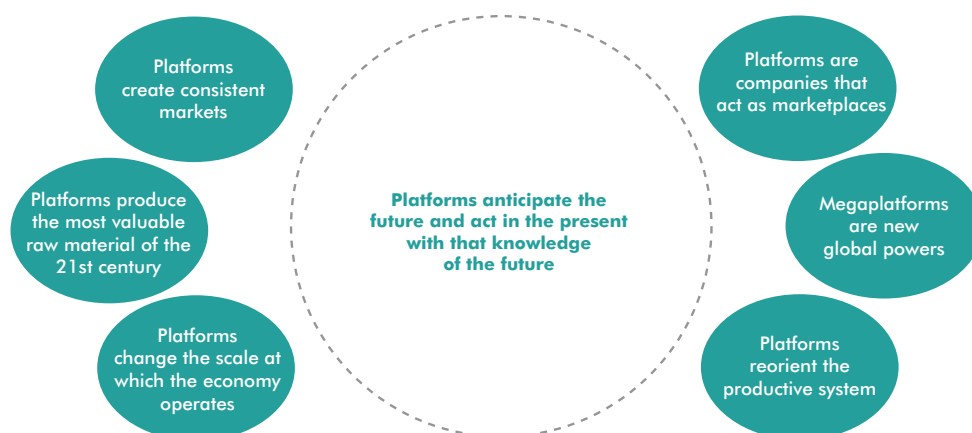 Platforms
create consistent
markets
Platforms produce
the most valuable
raw material of the
21st century
Platforms
change the scale at
which the economy
operates
Platforms anticipate the
future and act in the present
with that knowledge
of the future
Platforms are
companies that
act as marketplaces
Megaplatforms
are new
global powers
Platforms
reorient the
productive system